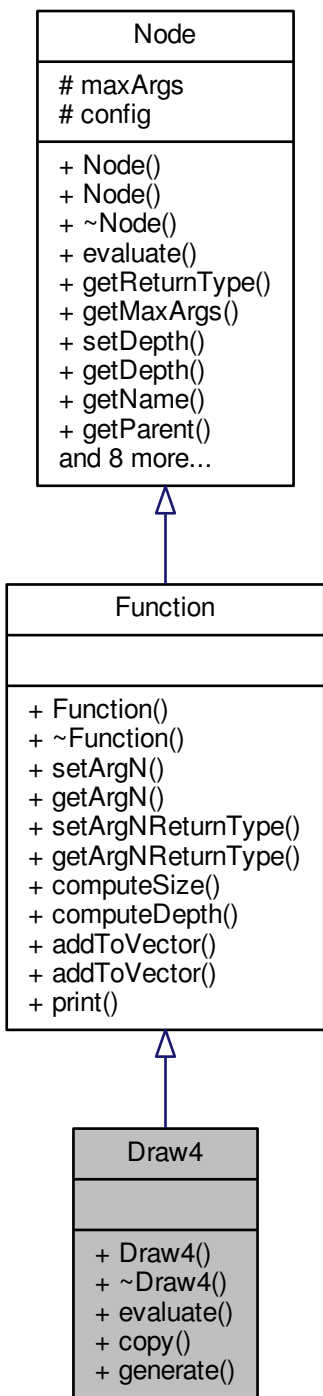 Node
# maxArgs
# config
+ Node()
+ Node()
+ ~Node()
+ evaluate()
+ getReturnType()
+ getMaxArgs()
+ setDepth()
+ getDepth()
+ getName()
+ getParent()
and 8 more...
Function
+ Function()
+ ~Function()
+ setArgN()
+ getArgN()
+ setArgNReturnType()
+ getArgNReturnType()
+ computeSize()
+ computeDepth()
+ addToVector()
+ addToVector()
+ print()
Draw4
+ Draw4()
+ ~Draw4()
+ evaluate()
+ copy()
+ generate()